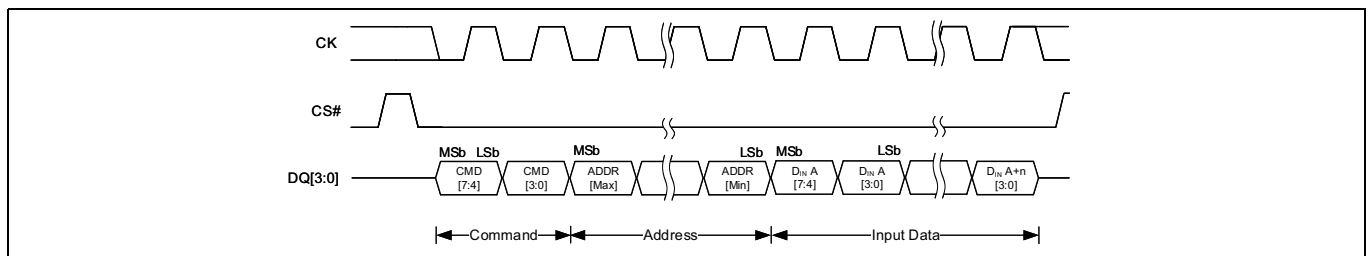 CK
CS#
MSb LSb MSb LSb MSb LSb
DQ[3:0] CMD [7:4] CMD [3:0] ADDR [Max] ADDR [Min] DIN A [7:4] DIN A [3:0] DIN A+n [3:0]
Command Address Input Data